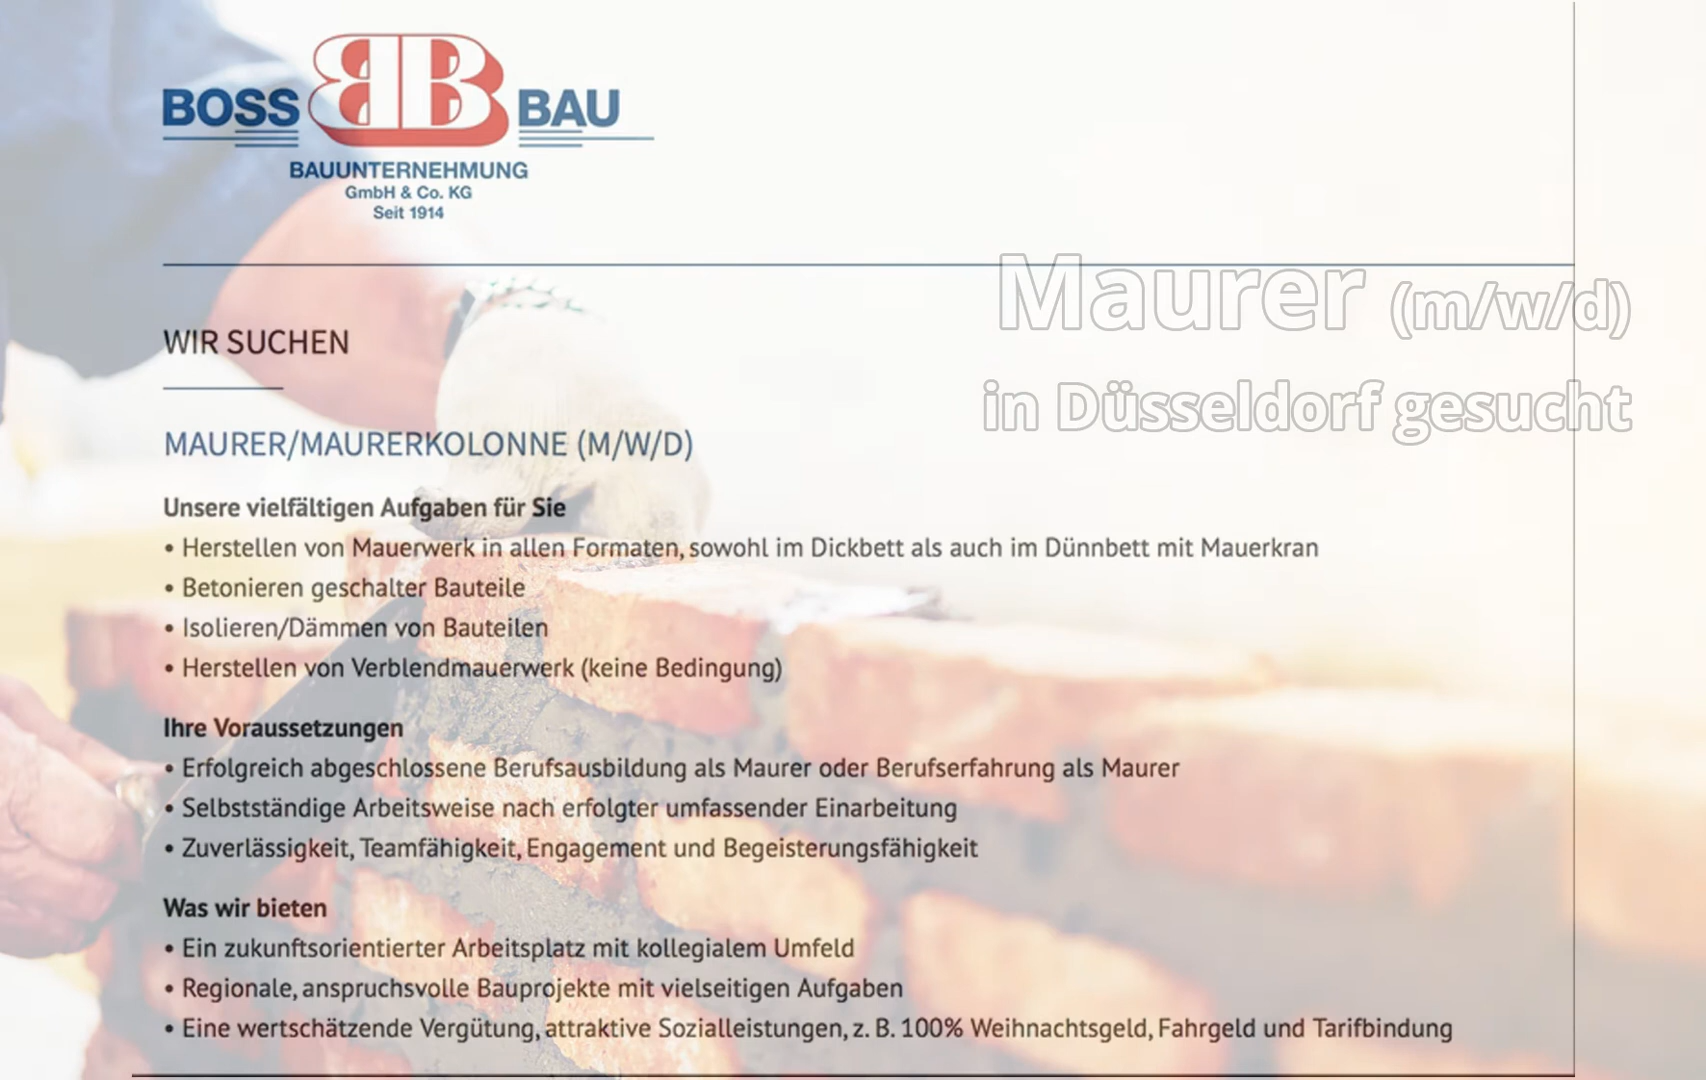 BOSS BB BAU
BAUUNTERNEHMUNG
GmbH & Co. KG
Seit 1914
Maurer (m/w/d)
in Düsseldorf gesucht
WIR SUCHEN
MAURER/MAURERKOLONNE (M/W/D)
Unsere vielfältigen Aufgaben für Sie
• Herstellen von Mauerwerk in allen Formaten, sowohl im Dickbett als auch im Dünnbett mit Mauerkran
• Betonieren geschalter Bauteile
• Isolieren/Dämmen von Bauteilen
• Herstellen von Verblendmauerwerk (keine Bedingung)
Ihre Voraussetzungen
• Erfolgreich abgeschlossene Berufsausbildung als Maurer oder Berufserfahrung als Maurer
• Selbstständige Arbeitsweise nach erfolgter umfassender Einarbeitung
• Zuverlässigkeit, Teamfähigkeit, Engagement und Begeisterungsfähigkeit
Was wir bieten
• Ein zukunftsorientierter Arbeitsplatz mit kollegialem Umfeld
• Regionale, anspruchsvolle Bauprojekte mit vielseitigen Aufgaben
• Eine wertschätzende Vergütung, attraktive Sozialleistungen, z. B. 100% Weihnachtsgeld, Fahrgeld und Tarifbindung